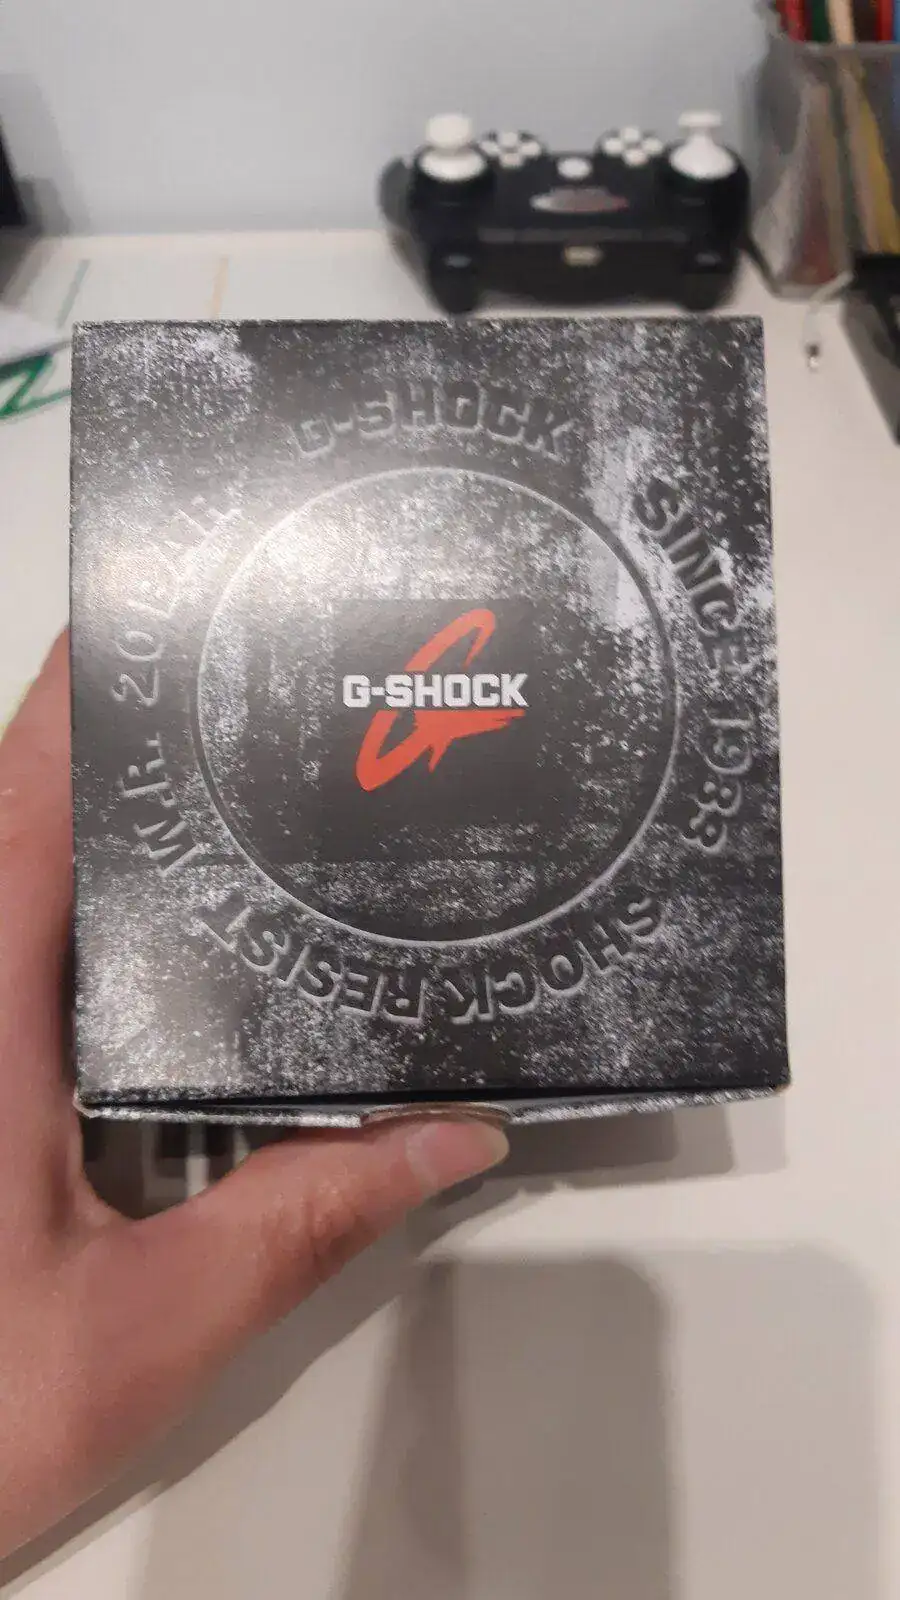 G-SHOCK
SINCE 1983
SHOCK RESIST
W.R. 20
G-SHOCK